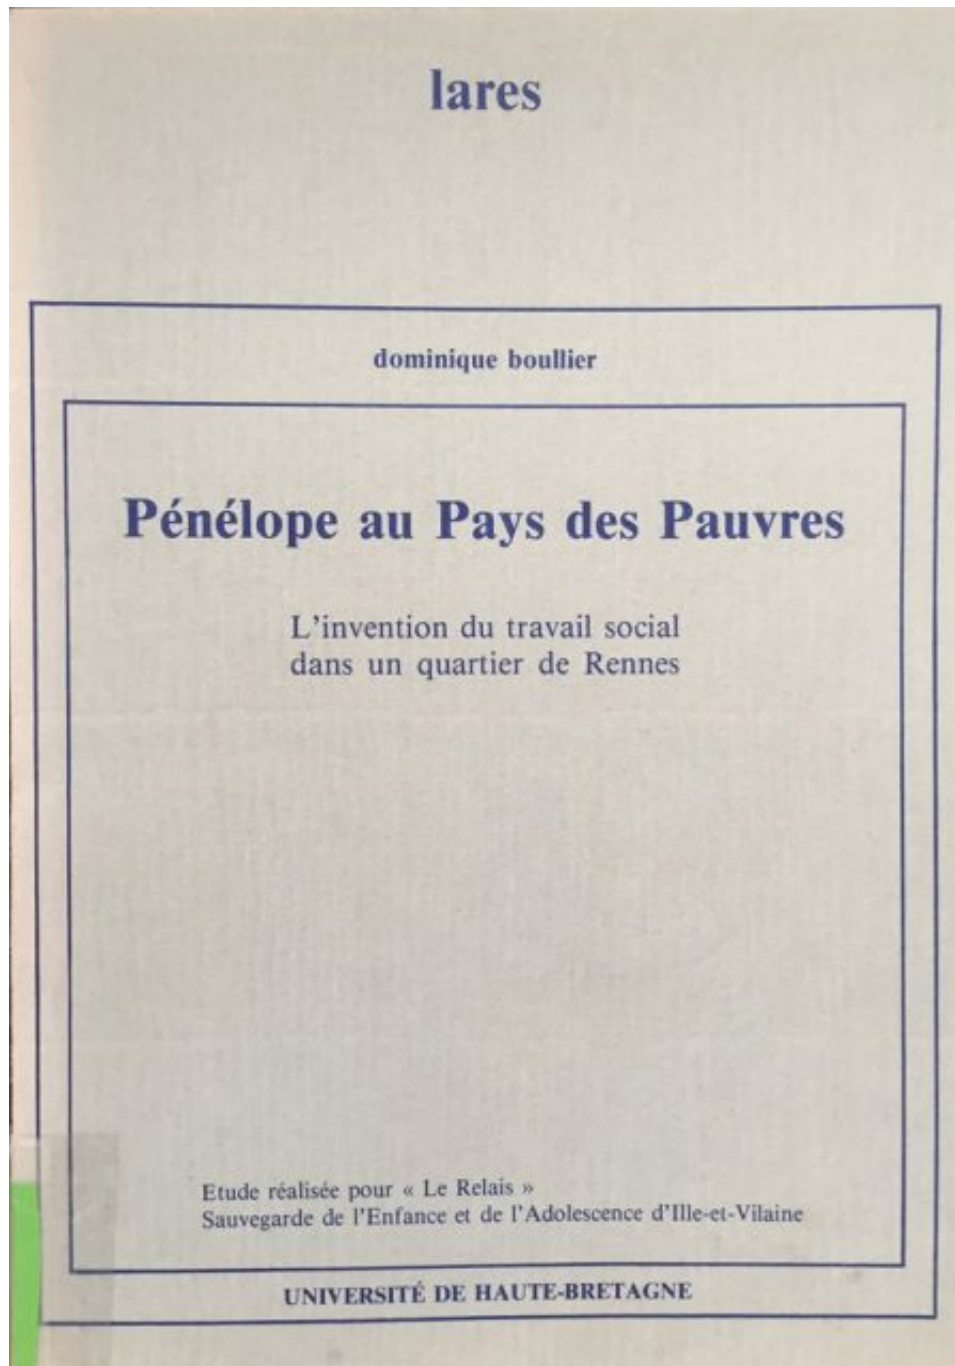 lares
dominique boullier
Pénélope au Pays des Pauvres
L'invention du travail social
dans un quartier de Rennes
Etude réalisée pour « Le Relais »
Sauvegarde de l'Enfance et de l'Adolescence d'Ille-et-Vilaine
UNIVERSITÉ DE HAUTE-BRETAGNE